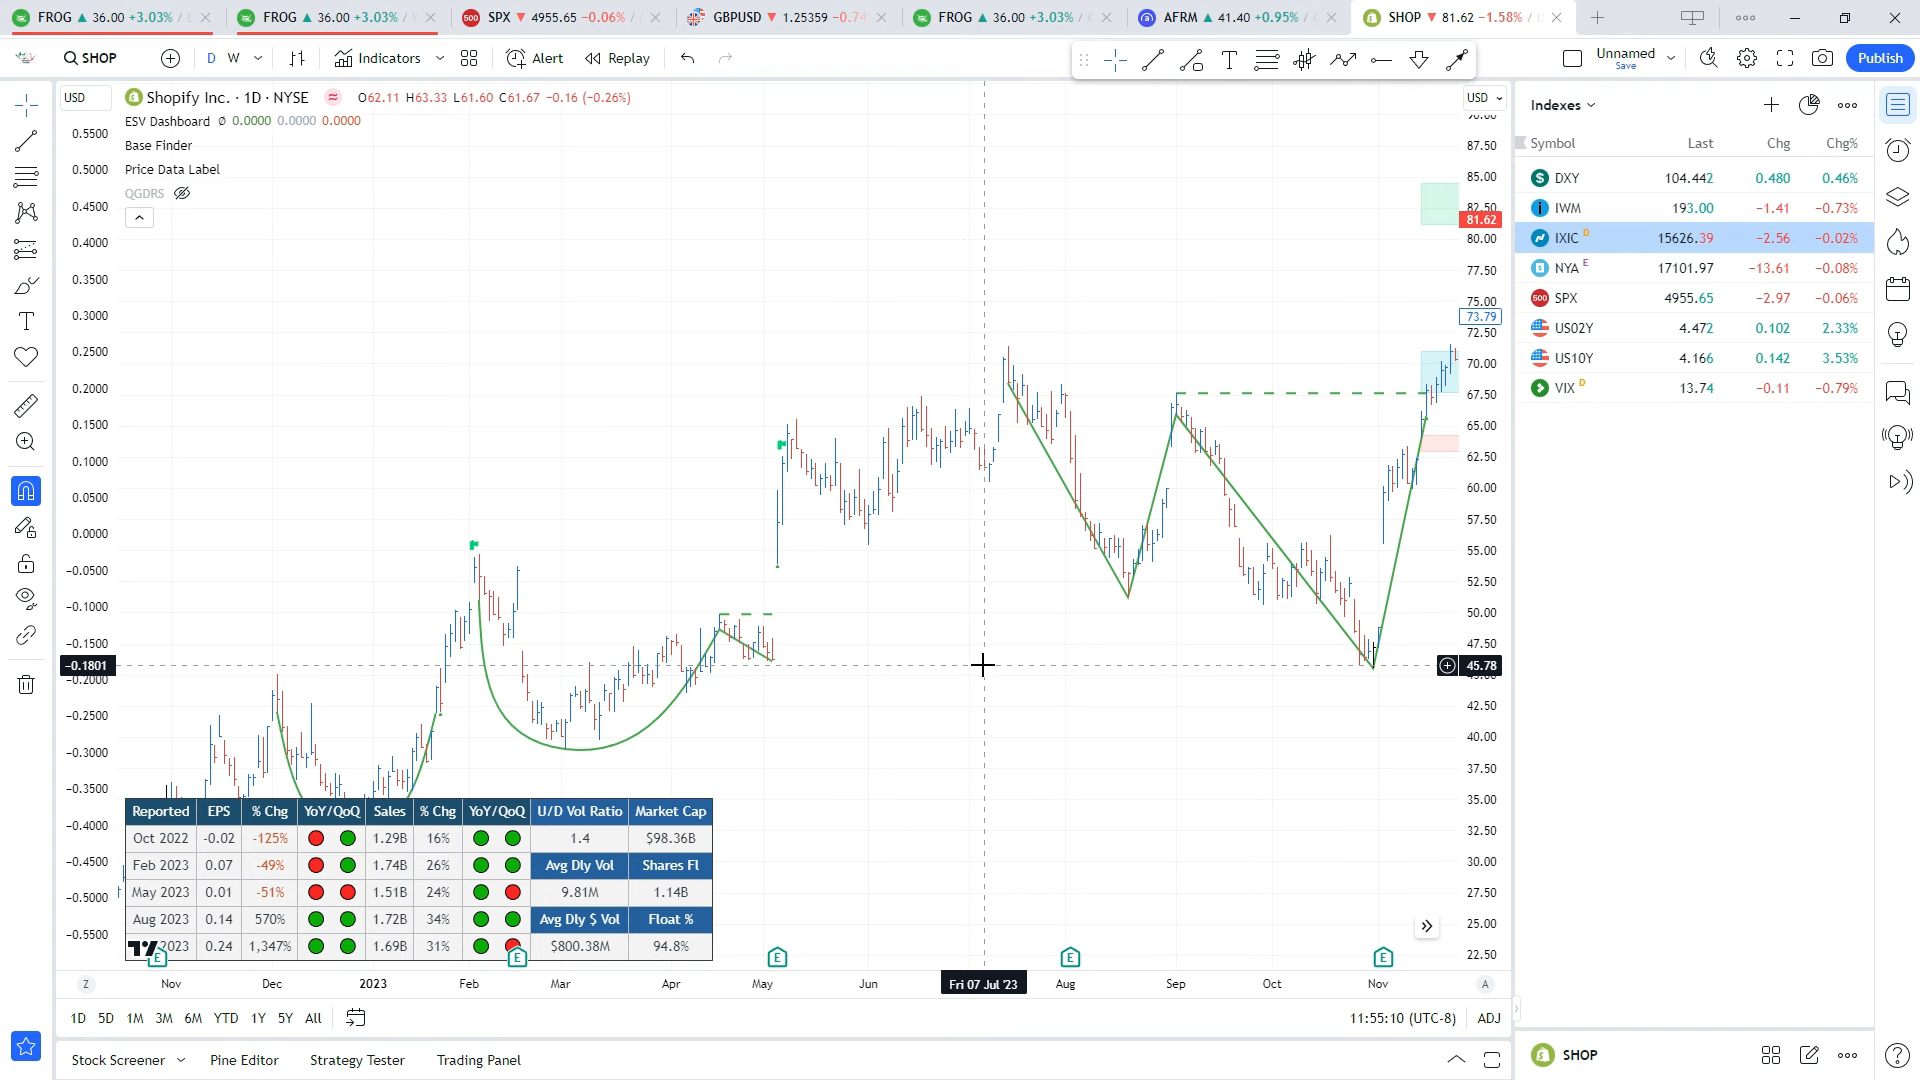 FROG ▲ 36.00 +3.03% /
FROG ▲ 36.00 +3.03% /
500 SPX ▼ 4955.65 −0.06% /
GBPUSD ▼ 1.25359 −0.74
FROG ▲ 36.00 +3.03% /
AFRM ▲ 41.40 +0.95% /
SHOP ▼ 81.62 −1.58% /
SHOP D W Indicators Alert Replay
Unnamed
Save
Publish
USD Shopify Inc. · 1D · NYSE O62.11 H63.33 L61.60 C61.67 −0.16 (−0.26%)
ESV Dashboard Ø 0.0000 0.0000 0.0000
Base Finder
Price Data Label
QGDRS
0.5500
0.5000
0.4500
0.4000
0.3500
0.3000
0.2500
0.2000
0.1500
0.1000
0.0500
0.0000
−0.0500
−0.1000
−0.1500
−0.1801
−0.2000
−0.2500
−0.3000
−0.3500
−0.4000
−0.4500
−0.5000
−0.5500
USD
90.00
87.50
85.00
82.50
81.62
80.00
77.50
75.00
73.79
72.50
70.00
67.50
65.00
62.50
60.00
57.50
55.00
52.50
50.00
47.50
45.78
45.00
42.50
40.00
37.50
35.00
32.50
30.00
27.50
25.00
22.50
Reported EPS % Chg YoY/QoQ Sales % Chg YoY/QoQ U/D Vol Ratio Market Cap
Oct 2022 -0.02 -125% 1.29B 16% 1.4 $98.36B
Feb 2023 0.07 -49% 1.74B 26% Avg Dly Vol Shares Fl
May 2023 0.01 -51% 1.51B 24% 9.81M 1.14B
Aug 2023 0.14 570% 1.72B 34% Avg Dly $ Vol Float %
2023 0.24 1,347% 1.69B 31% $800.38M 94.8%
E E E E E
Z Nov Dec 2023 Feb Mar Apr May Jun Fri 07 Jul '23 Aug Sep Oct Nov A
1D 5D 1M 3M 6M YTD 1Y 5Y All 11:55:10 (UTC-8) ADJ
Stock Screener Pine Editor Strategy Tester Trading Panel
Indexes
Symbol Last Chg Chg%
DXY 104.442 0.480 0.46%
IWM 193.00 −1.41 −0.73%
IXIC D 15626.39 −2.56 −0.02%
NYA E 17101.97 −13.61 −0.08%
500 SPX 4955.65 −2.97 −0.06%
US02Y 4.472 0.102 2.33%
US10Y 4.166 0.142 3.53%
VIX D 13.74 −0.11 −0.79%
SHOP